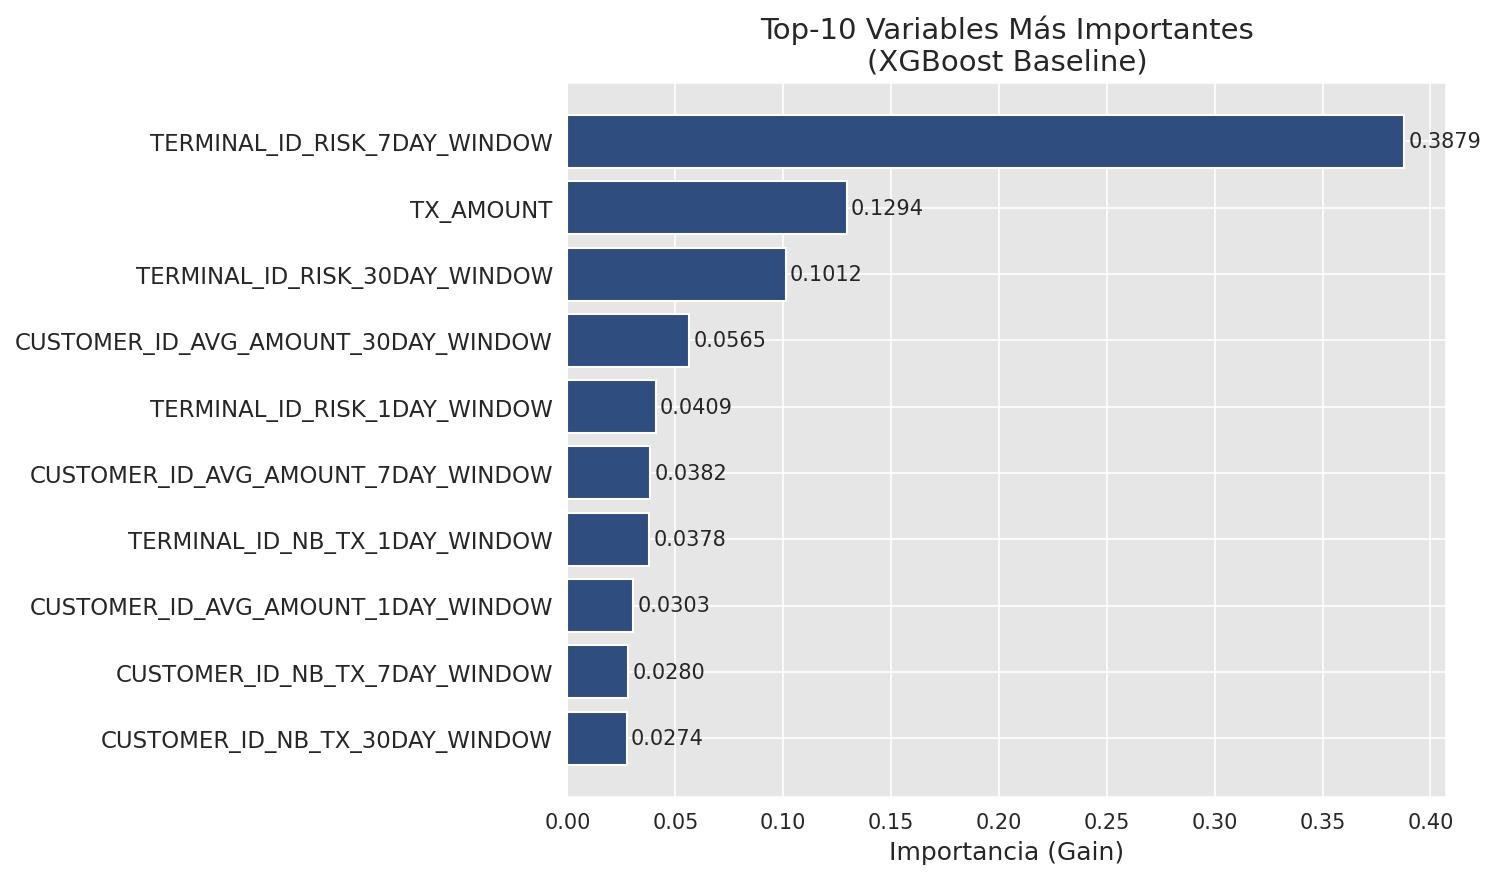 Top-10 Variables Más Importantes
(XGBoost Baseline)
TERMINAL_ID_RISK_7DAY_WINDOW 0.3879
TX_AMOUNT 0.1294
TERMINAL_ID_RISK_30DAY_WINDOW 0.1012
CUSTOMER_ID_AVG_AMOUNT_30DAY_WINDOW 0.0565
TERMINAL_ID_RISK_1DAY_WINDOW 0.0409
CUSTOMER_ID_AVG_AMOUNT_7DAY_WINDOW 0.0382
TERMINAL_ID_NB_TX_1DAY_WINDOW 0.0378
CUSTOMER_ID_AVG_AMOUNT_1DAY_WINDOW 0.0303
CUSTOMER_ID_NB_TX_7DAY_WINDOW 0.0280
CUSTOMER_ID_NB_TX_30DAY_WINDOW 0.0274
0.00 0.05 0.10 0.15 0.20 0.25 0.30 0.35 0.40
Importancia (Gain)